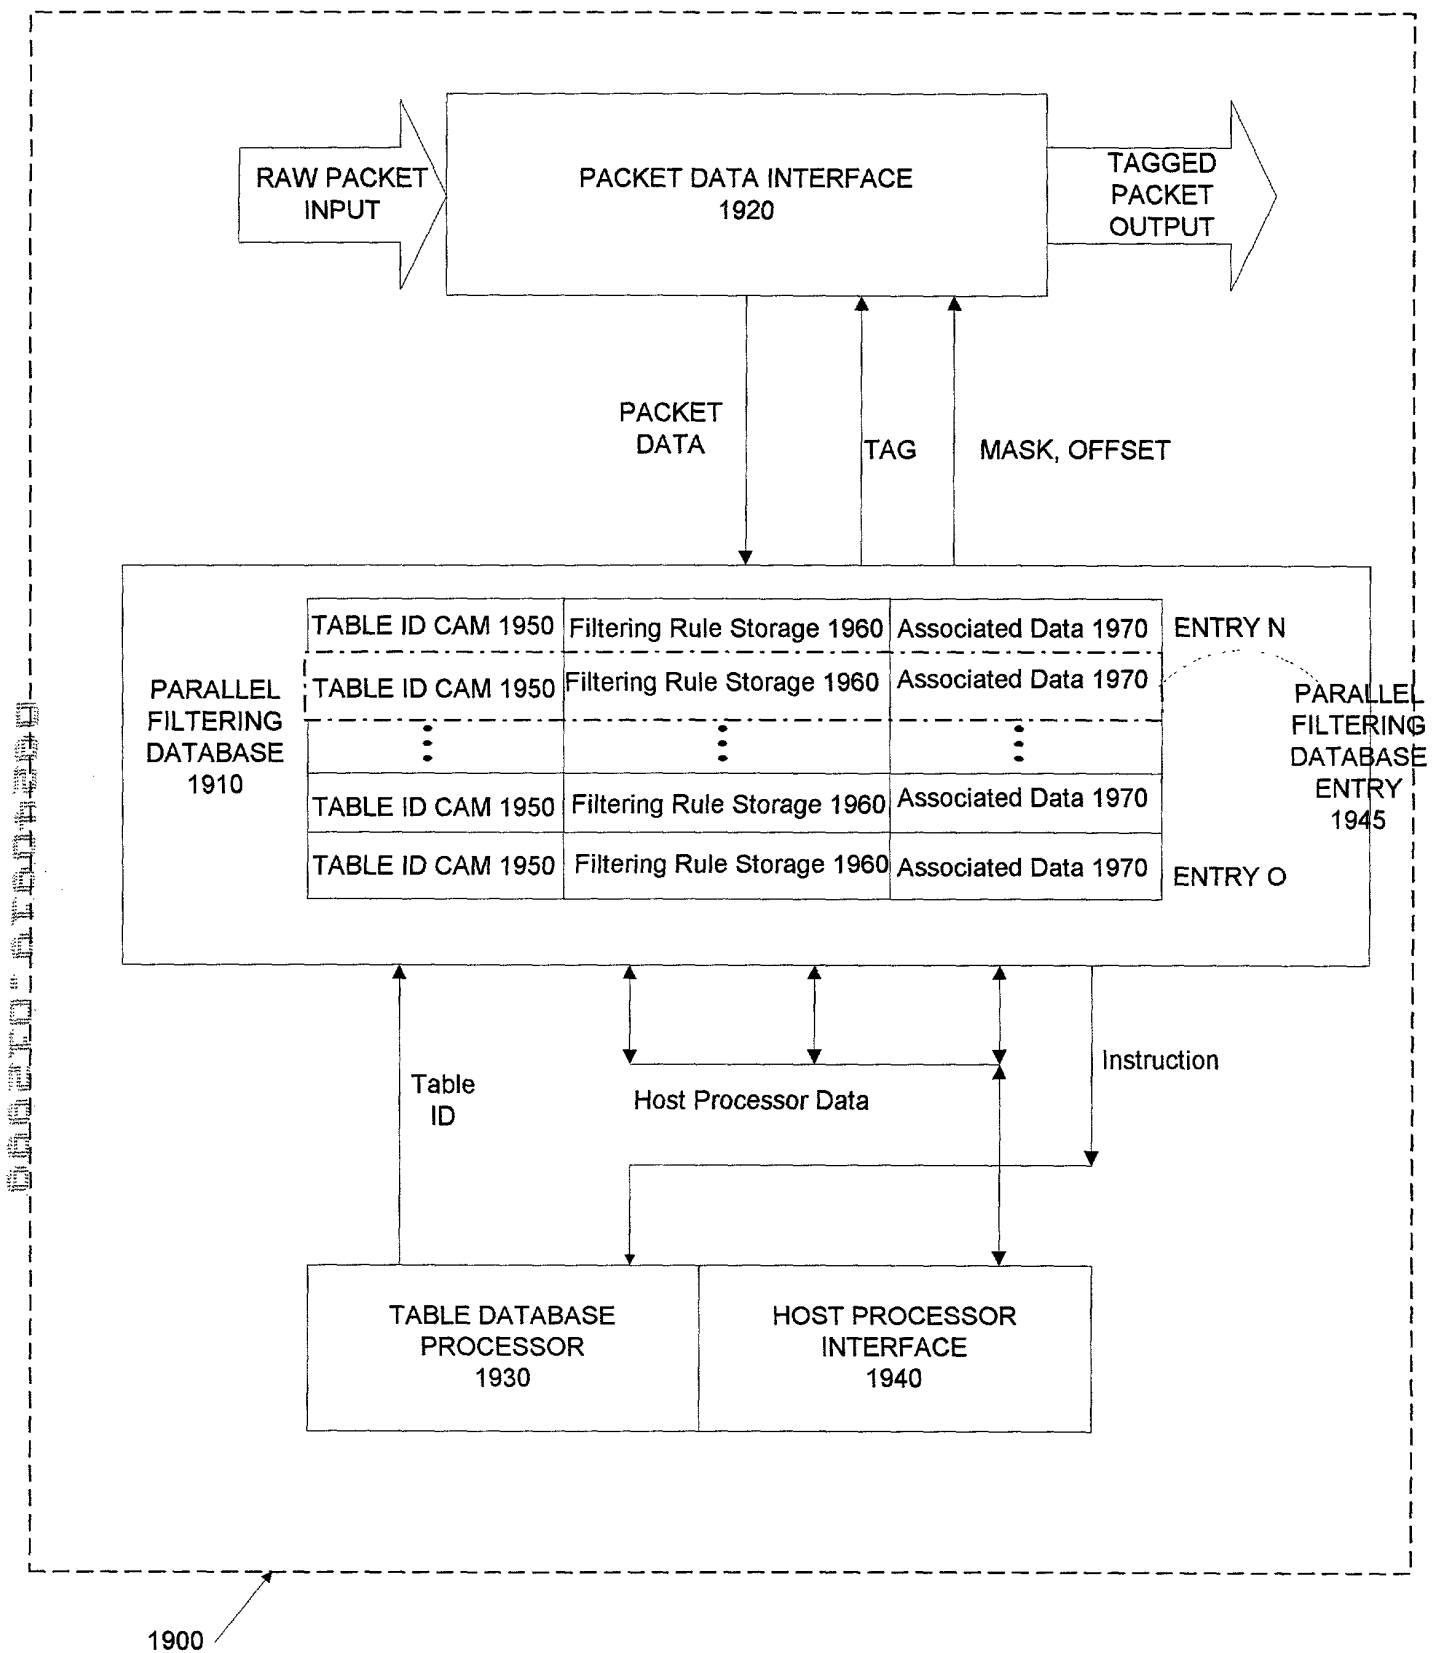 RAW PACKET
INPUT
PACKET DATA INTERFACE
1920
TAGGED
PACKET
OUTPUT
PACKET
DATA
TAG
MASK, OFFSET
PARALLEL
FILTERING
DATABASE
1910
TABLE ID CAM 1950 Filtering Rule Storage 1960 Associated Data 1970 ENTRY N
TABLE ID CAM 1950 Filtering Rule Storage 1960 Associated Data 1970
TABLE ID CAM 1950 Filtering Rule Storage 1960 Associated Data 1970
TABLE ID CAM 1950 Filtering Rule Storage 1960 Associated Data 1970 ENTRY O
PARALLEL
FILTERING
DATABASE
ENTRY
1945
Table
ID
Host Processor Data
Instruction
TABLE DATABASE
PROCESSOR
1930
HOST PROCESSOR
INTERFACE
1940
1900